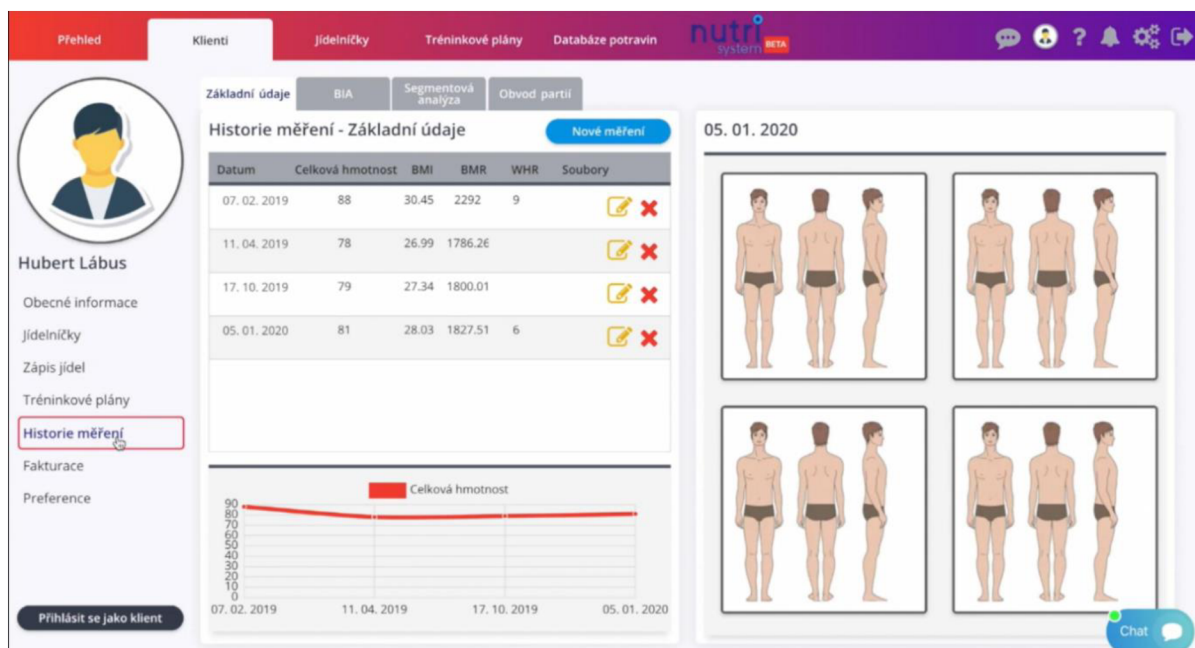 Přehled
Klienti
Jídelníčky
Tréninkové plány
Databáze potravin
nutri
system BETA
?
Hubert Lábus
Obecné informace
Jídelníčky
Zápis jídel
Tréninkové plány
Historie měření
Fakturace
Preference
Přihlásit se jako klient
Základní údaje
BIA
Segmentová
analýza
Obvod partií
Historie měření - Základní údaje
Nové měření
Datum Celková hmotnost BMI BMR WHR Soubory
07. 02. 2019 88 30.45 2292 9
11. 04. 2019 78 26.99 1786.26
17. 10. 2019 79 27.34 1800.01
05. 01. 2020 81 28.03 1827.51 6
Celková hmotnost
90
80
70
60
50
40
30
20
10
0
07. 02. 2019 11. 04. 2019 17. 10. 2019 05. 01. 2020
05. 01. 2020
Chat